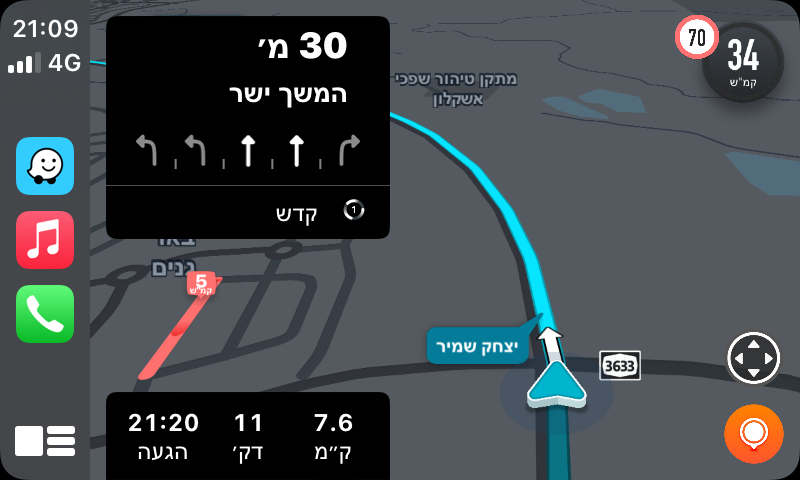 21:09
4G
30 מ׳
המשך ישר
1
קדש
מתקן טיהור שפכי
אשקלון
70
34
קמ"ש
באר
גנים
5
קמ"ש
יצחק שמיר
3633
7.6 11 21:20
ק״מ דק׳ הגעה